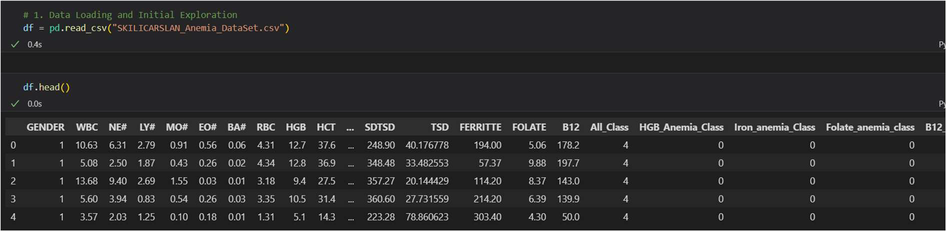 # 1. Data Loading and Initial Exploration
df = pd.read_csv("SKILICARSLAN_Anemia_DataSet.csv")
0.4s
df.head()
0.0s
GENDER WBC NE# LY# MO# EO# BA# RBC HGB HCT ... SDTSD TSD FERRITTE FOLATE B12 All_Class HGB_Anemia_Class Iron_anemia_Class Folate_anemia_class B12_
0 1 10.63 6.31 2.79 0.91 0.56 0.06 4.31 12.7 37.6 ... 248.90 40.176778 194.00 5.06 178.2 4 0 0 0
1 1 5.08 2.50 1.87 0.43 0.26 0.02 4.34 12.8 36.9 ... 348.48 33.482553 57.37 9.88 197.7 4 0 0 0
2 1 13.68 9.40 2.69 1.55 0.03 0.01 3.18 9.4 27.5 ... 357.27 20.144429 114.20 8.37 143.0 4 0 0 0
3 1 5.60 3.94 0.83 0.54 0.26 0.03 3.35 10.5 31.4 ... 360.60 27.731559 214.20 6.39 139.9 4 0 0 0
4 1 3.57 2.03 1.25 0.10 0.18 0.01 1.31 5.1 14.3 ... 223.28 78.860623 303.40 4.30 50.0 4 0 0 0